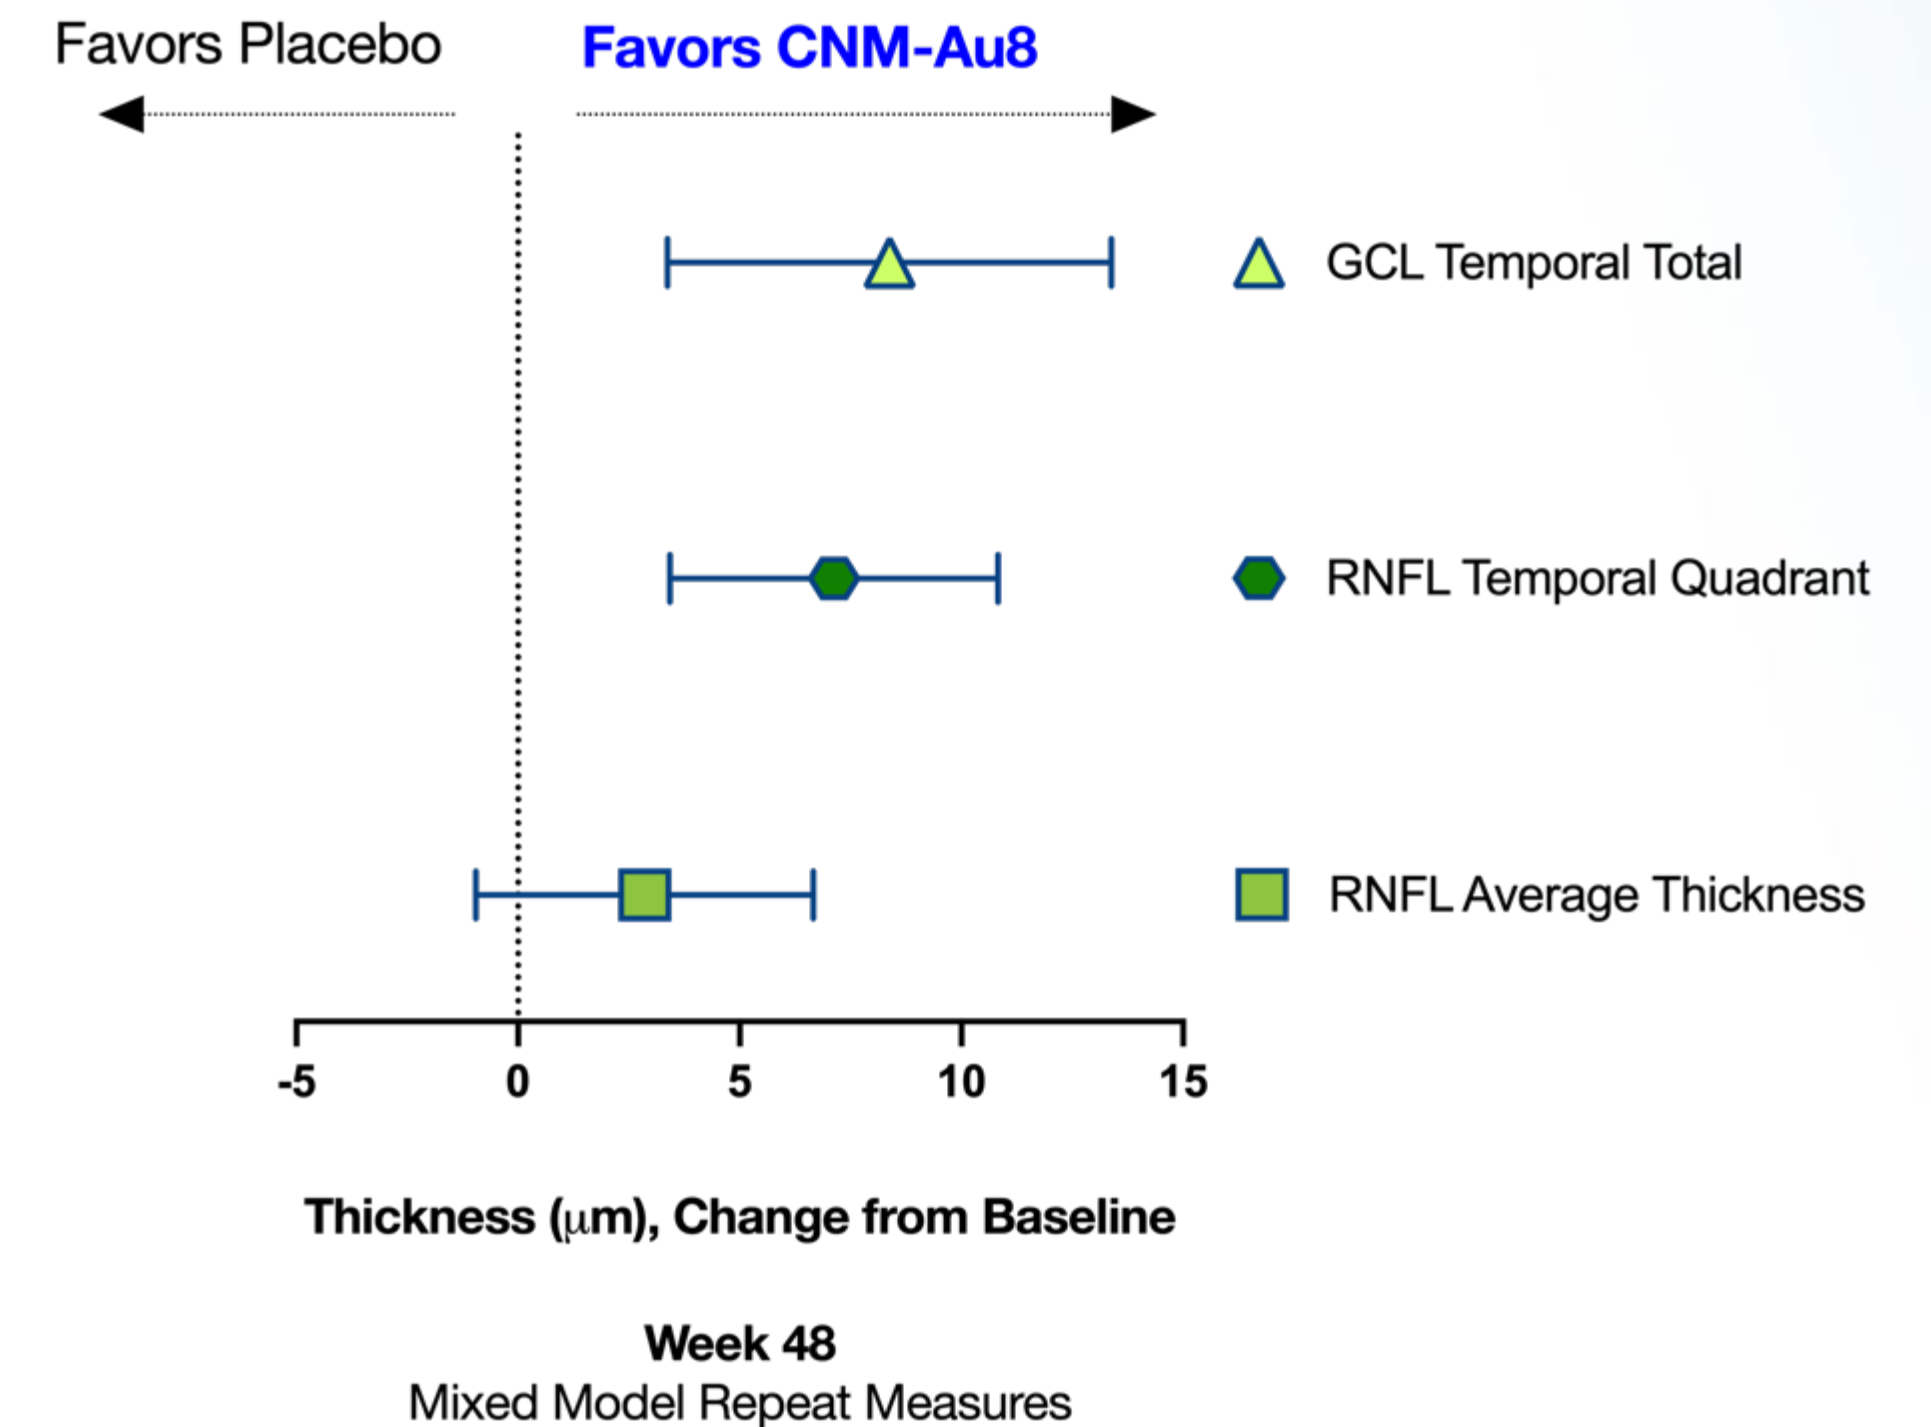 Favors Placebo
Favors CNM-Au8
GCL Temporal Total
RNFL Temporal Quadrant
RNFL Average Thickness
-5 0 5 10 15
Thickness (μm), Change from Baseline
Week 48
Mixed Model Repeat Measures